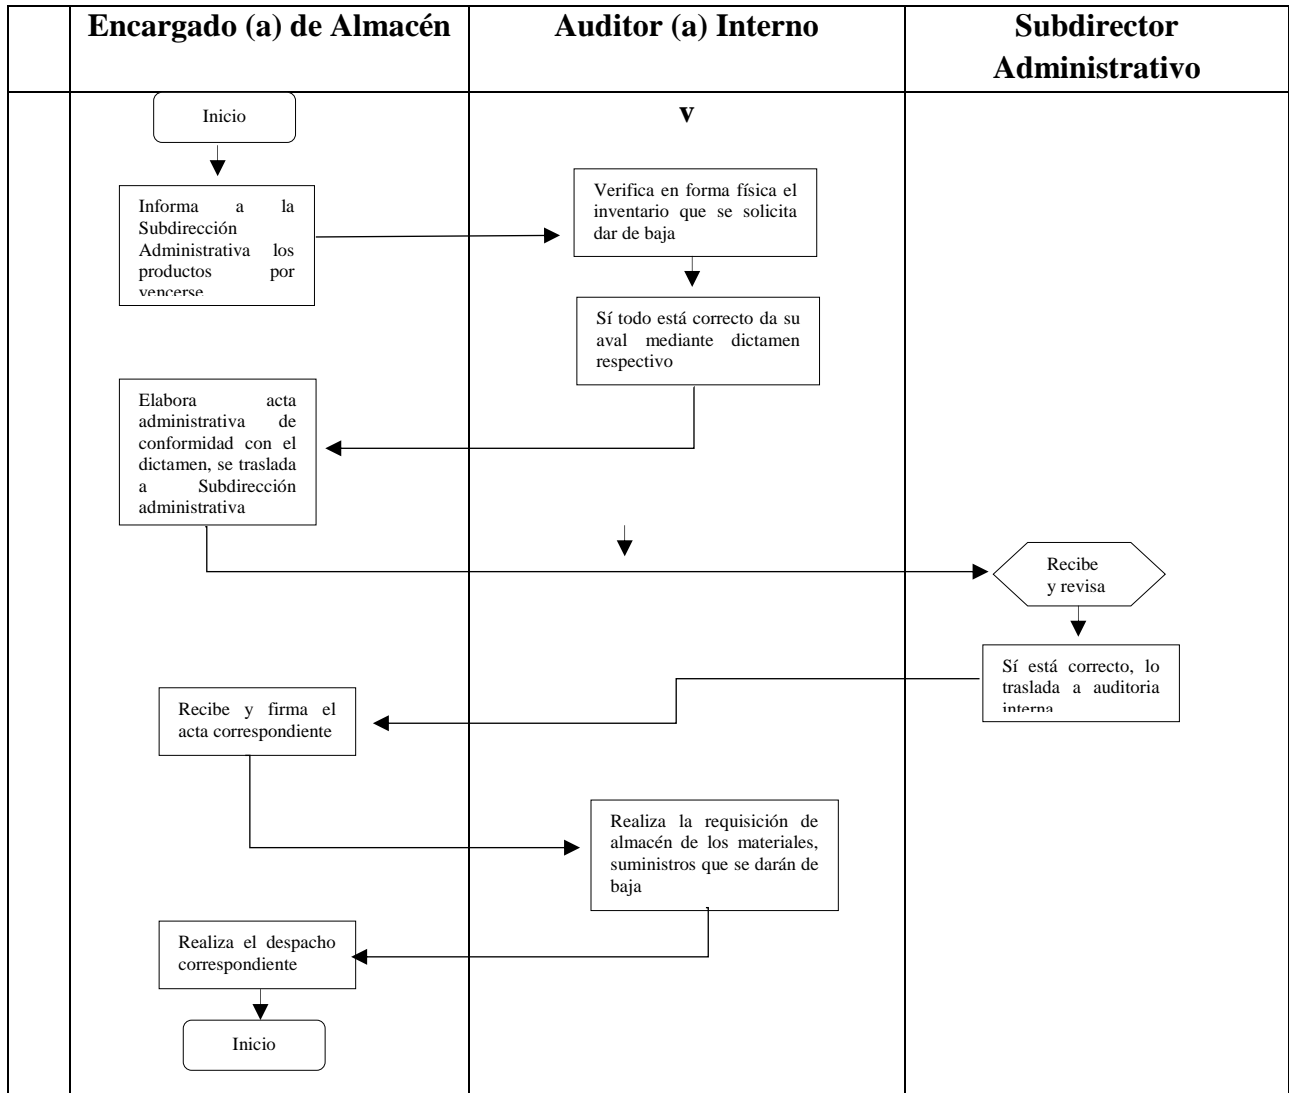 Encargado (a) de Almacén
Auditor (a) Interno
Subdirector
Administrativo
Inicio
v
Informa a la
Subdirección
Administrativa los
productos por
vencerse
Verifica en forma física el
inventario que se solicita
dar de baja
Sí todo está correcto da su
aval mediante dictamen
respectivo
Elabora acta
administrativa de
conformidad con el
dictamen, se traslada
a Subdirección
administrativa
Recibe
y revisa
Sí está correcto, lo
traslada a auditoria
interna
Recibe y firma el
acta correspondiente
Realiza la requisición de
almacén de los materiales,
suministros que se darán de
baja
Realiza el despacho
correspondiente
Inicio